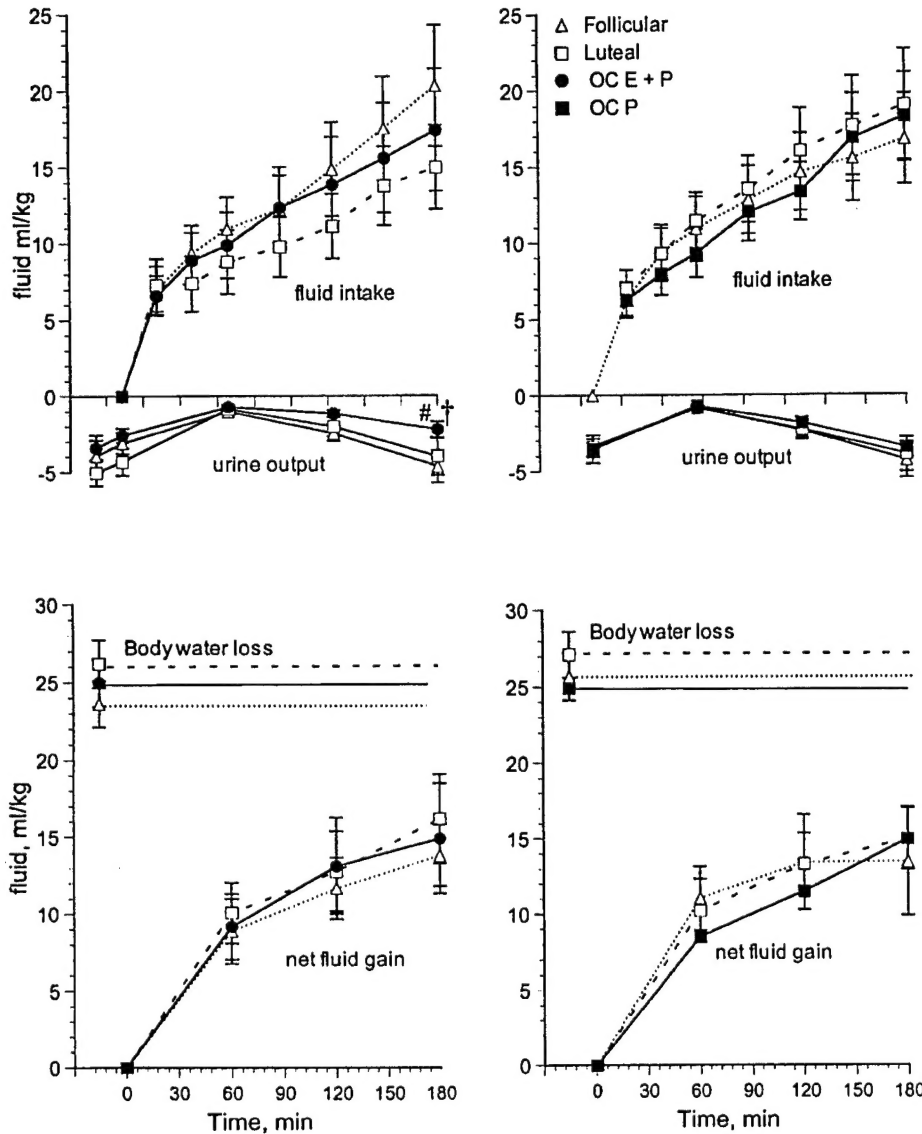 25
20
15
10
5
0
-5
fluid ml/kg
fluid intake
# †
urine output
25
20
15
10
5
0
-5
Follicular
Luteal
OC E + P
OC P
fluid intake
urine output
30
25
20
15
10
5
0
fluid, ml/kg
Body water loss
net fluid gain
0 30 60 90 120 150 180
Time, min
30
25
20
15
10
5
0
Body water loss
net fluid gain
0 30 60 90 120 150 180
Time, min